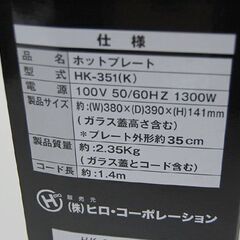 仕様
品名 ホットプレート
型式 HK-351(K)
電源 100V 50/60HZ 1300W
製品サイズ 約:(W)380×(D)390×(H)141mm
(ガラス蓋高さ含む)
*プレート外形約35cm
製品質量 約:2.35Kg
(ガラス蓋とコード含む)
コード長 約:1.4m
発売元
(株)ヒロ・コーポレーション